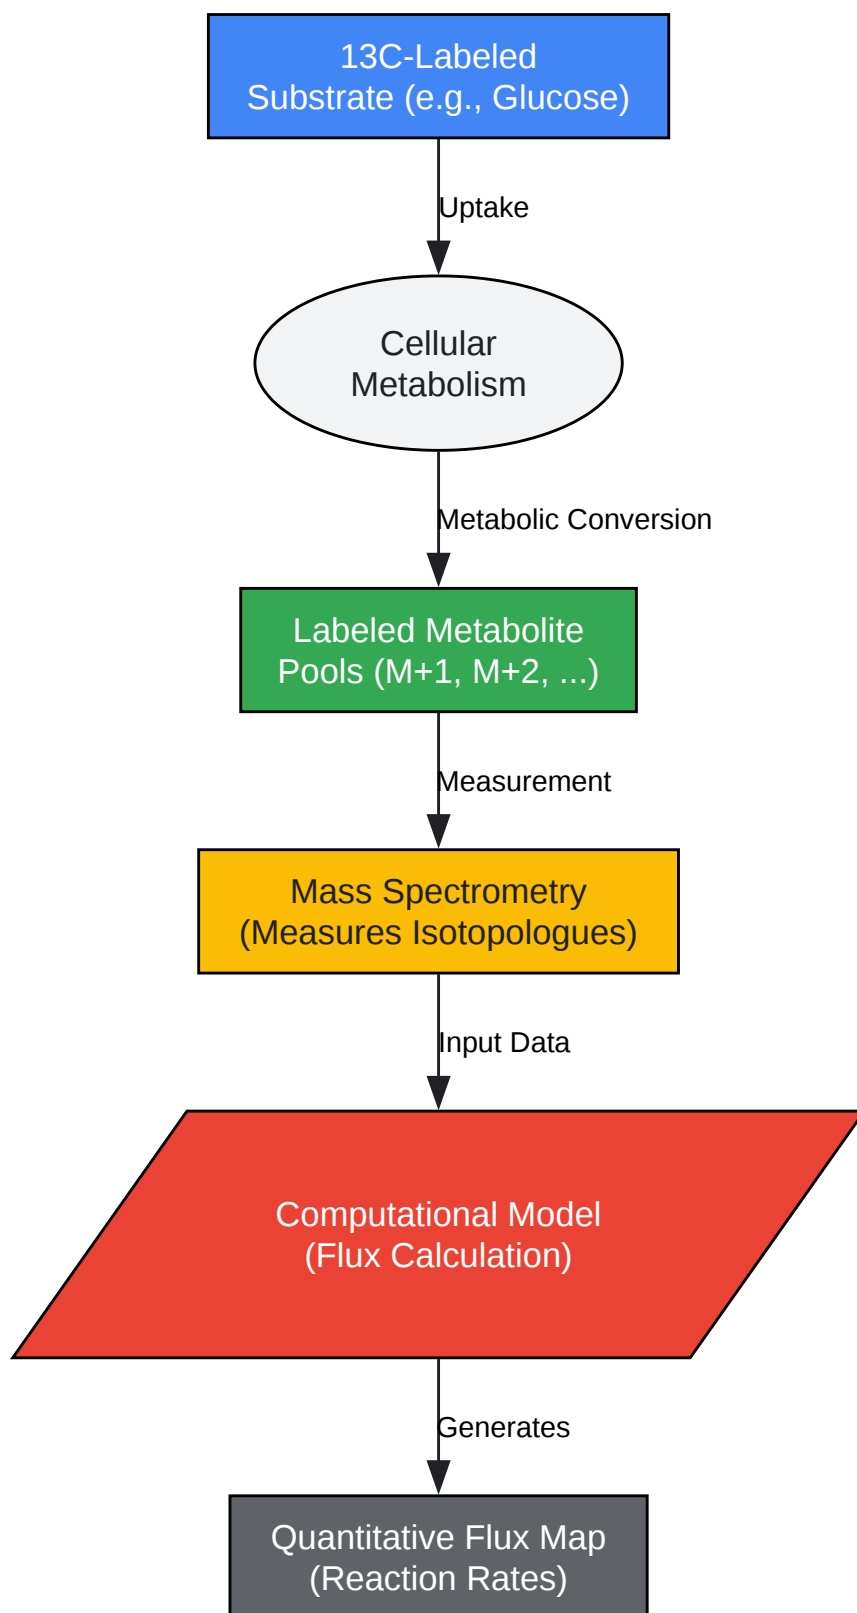 13C-Labeled
Substrate (e.g., Glucose)
Uptake
Cellular
Metabolism
Metabolic Conversion
Labeled Metabolite
Pools (M+1, M+2, ...)
Measurement
Mass Spectrometry
(Measures Isotopologues)
Input Data
Computational Model
(Flux Calculation)
Generates
Quantitative Flux Map
(Reaction Rates)